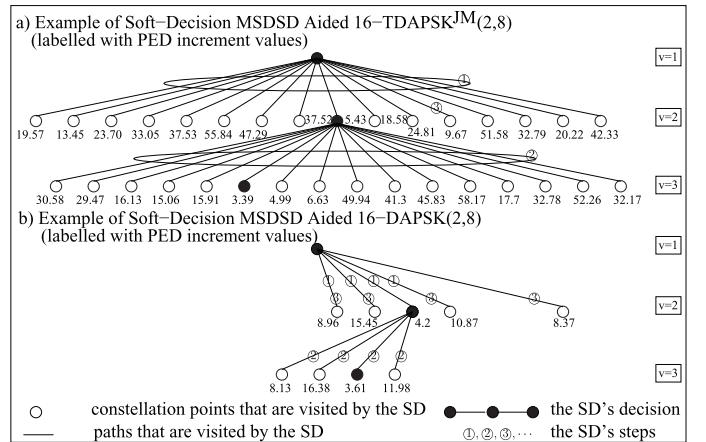 a) Example of Soft−Decision MSDSD Aided 16−TDAPSK^JM(2,8)
(labelled with PED increment values)
v=1
①
③
37.52 5.43 18.58
v=2
19.57 13.45 23.70 33.05 37.53 55.84 47.29 24.81 9.67 51.58 32.79 20.22 42.33
②
v=3
30.58 29.47 16.13 15.06 15.91 3.39 4.99 6.63 49.94 41.3 45.83 58.17 17.7 32.78 52.26 32.17
b) Example of Soft−Decision MSDSD Aided 16−DAPSK(2,8)
(labelled with PED increment values)
v=1
① ① ① ①
③ ③ ③ ③
v=2
8.96 15.45 4.2 10.87 8.37
② ② ② ②
v=3
8.13 16.38 3.61 11.98
constellation points that are visited by the SD
the SD's decision
paths that are visited by the SD
①, ②, ③, ··· the SD's steps